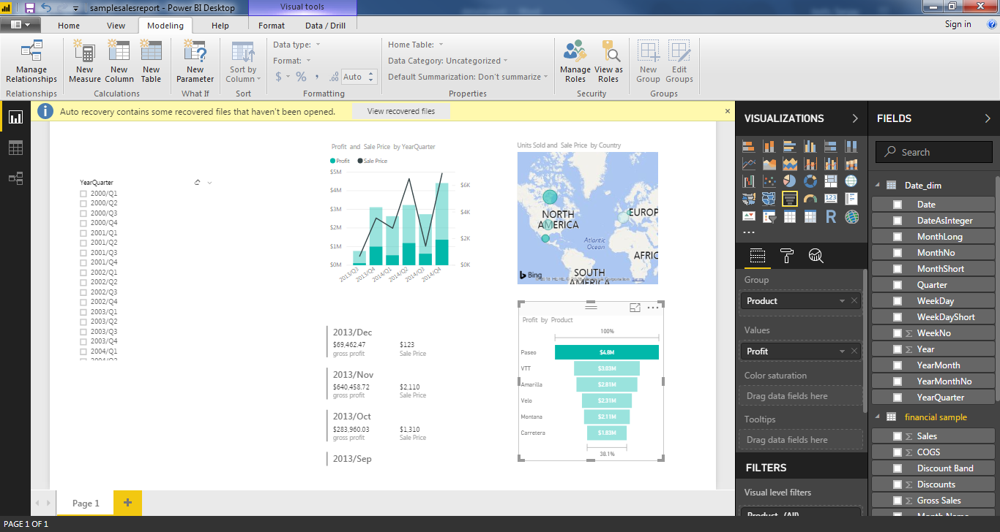 samplesalesreport - Power BI Desktop
Visual tools
Home View Modeling Help Format Data / Drill
Sign in
Manage Relationships
New Measure
New Column
New Table
New Parameter
Sort by Column
Data type:
Format:
$ % , .00 Auto
Home Table:
Data Category: Uncategorized
Default Summarization: Don't summarize
Manage Roles
View as Roles
New Group
Edit Groups
Relationships Calculations What If Sort Formatting Properties Security Groups
Auto recovery contains some recovered files that haven't been opened.
View recovered files
YearQuarter
2000/Q1
2000/Q2
2000/Q3
2000/Q4
2001/Q1
2001/Q2
2001/Q3
2001/Q4
2002/Q1
2002/Q2
2002/Q3
2002/Q4
2003/Q1
2003/Q2
2003/Q3
2003/Q4
2004/Q1
2004/Q2
Profit and Sale Price by YearQuarter
Profit Sale Price
$5M
$4M
$3M
$2M
$1M
$0M
$6K
$4K
$2K
$0K
2013/Q3 2013/Q4 2014/Q1 2014/Q2 2014/Q3 2014/Q4
Units Sold and Sale Price by Country
NORTH AMERICA
EUROP
Atlantic Ocean
AFRIC
SOUTH AMERICA
Bing
2013/Dec
$69,462.47 $123
gross profit Sale Price
2013/Nov
$640,458.72 $2,110
gross profit Sale Price
2013/Oct
$283,960.03 $1,310
gross profit Sale Price
2013/Sep
Profit by Product
100%
Paseo $4.8M
VTT $3.03M
Amarilla $2.81M
Velo $2.31M
Montana $2.11M
Carretera $1.83M
38.1%
VISUALIZATIONS
123
R
Group
Product
Values
Profit
Color saturation
Drag data fields here
Tooltips
Drag data fields here
FILTERS
Visual level filters
Product (All)
FIELDS
Search
Date_dim
Date
DateAsInteger
MonthLong
MonthNo
MonthShort
Quarter
WeekDay
WeekDayShort
Σ WeekNo
Σ Year
YearMonth
YearMonthNo
YearQuarter
financial sample
Σ Sales
Σ COGS
Discount Band
Σ Discounts
Σ Gross Sales
Month Name
Page 1
PAGE 1 OF 1